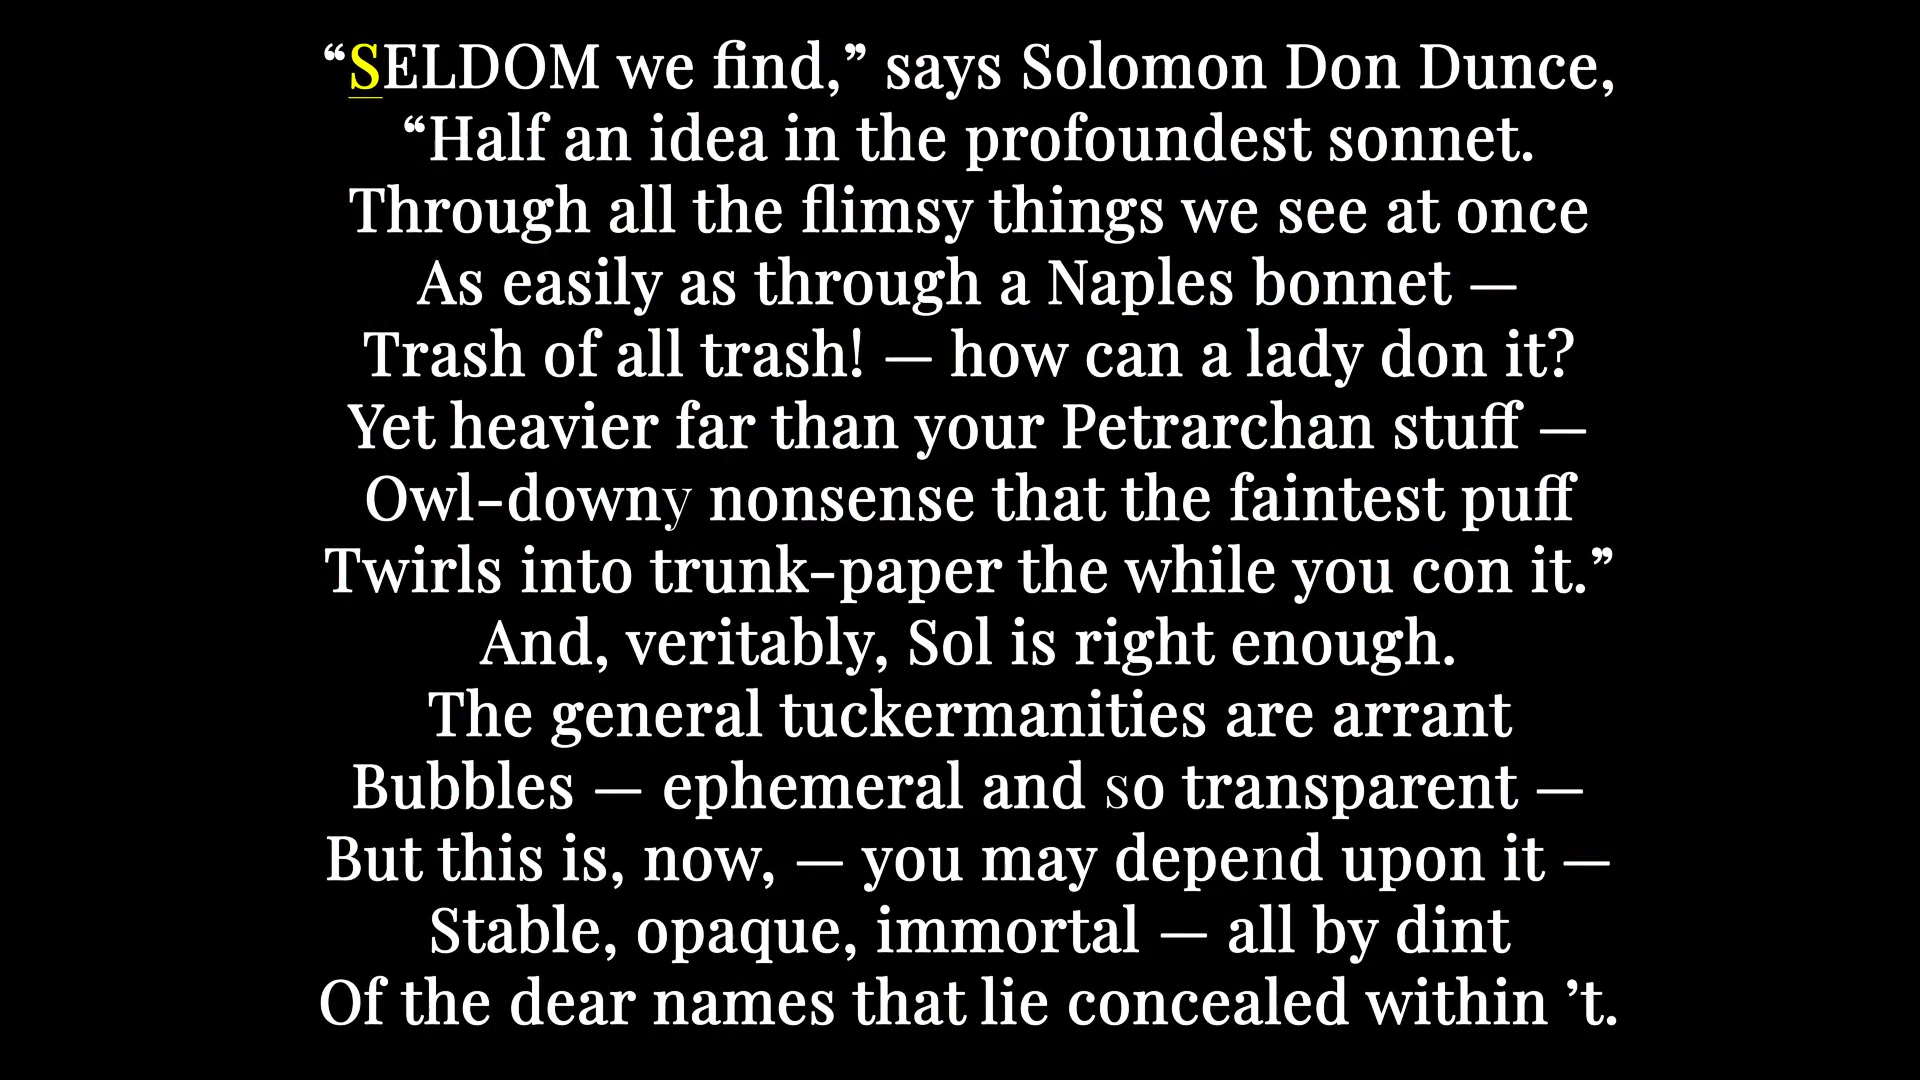 “SELDOM we find,” says Solomon Don Dunce,
“Half an idea in the profoundest sonnet.
Through all the flimsy things we see at once
As easily as through a Naples bonnet —
Trash of all trash! — how can a lady don it?
Yet heavier far than your Petrarchan stuff —
Owl-downy nonsense that the faintest puff
Twirls into trunk-paper the while you con it.”
And, veritably, Sol is right enough.
The general tuckermanities are arrant
Bubbles — ephemeral and so transparent —
But this is, now, — you may depend upon it —
Stable, opaque, immortal — all by dint
Of the dear names that lie concealed within ’t.